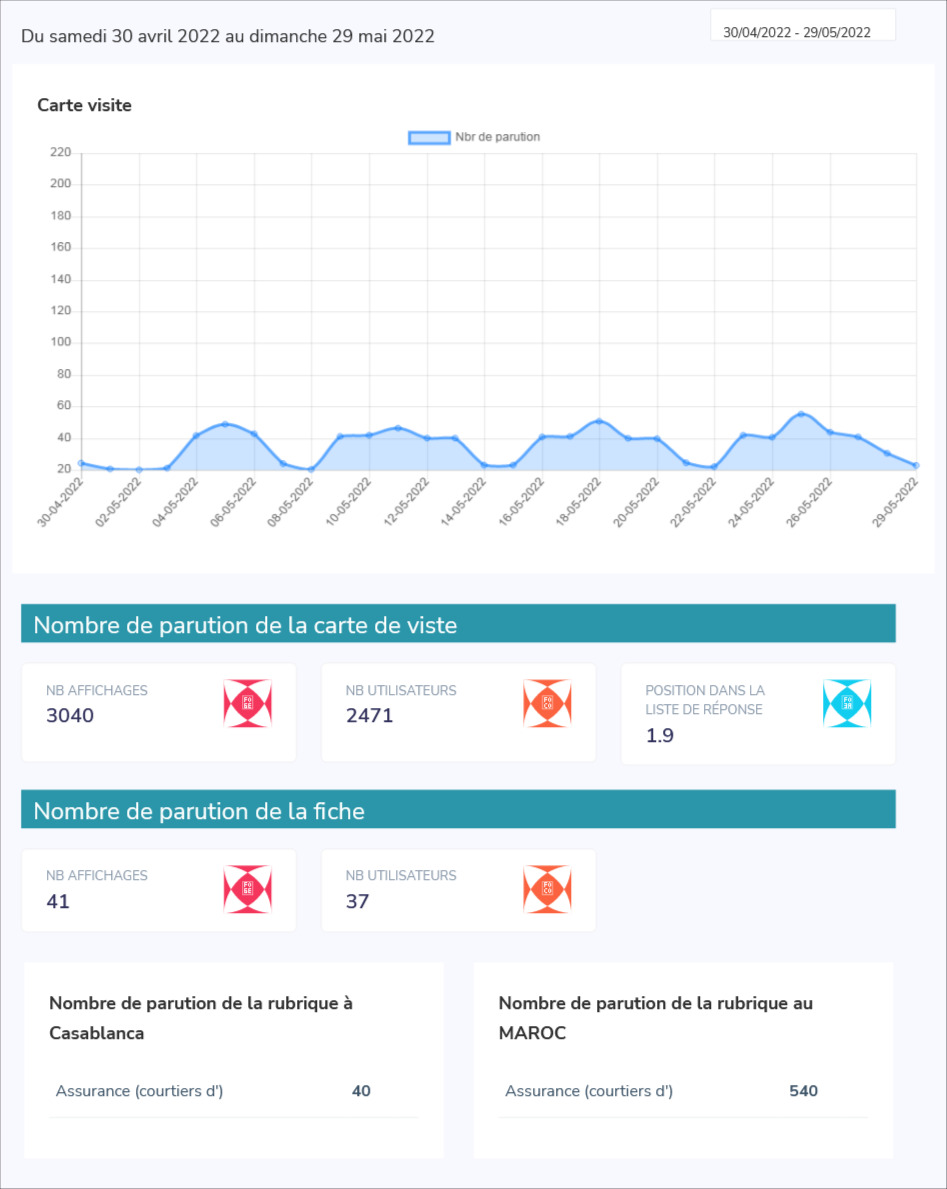 Du samedi 30 avril 2022 au dimanche 29 mai 2022
30/04/2022 - 29/05/2022
Carte visite
Nbr de parution
220
200
180
160
140
120
100
80
60
40
20
30-04-2022
02-05-2022
04-05-2022
06-05-2022
08-05-2022
10-05-2022
12-05-2022
14-05-2022
16-05-2022
18-05-2022
20-05-2022
22-05-2022
24-05-2022
26-05-2022
29-05-2022
Nombre de parution de la carte de viste
NB AFFICHAGES
3040
NB UTILISATEURS
2471
POSITION DANS LA
LISTE DE RÉPONSE
1.9
Nombre de parution de la fiche
NB AFFICHAGES
41
NB UTILISATEURS
37
Nombre de parution de la rubrique à
Casablanca
Assurance (courtiers d')
40
Nombre de parution de la rubrique au
MAROC
Assurance (courtiers d')
540